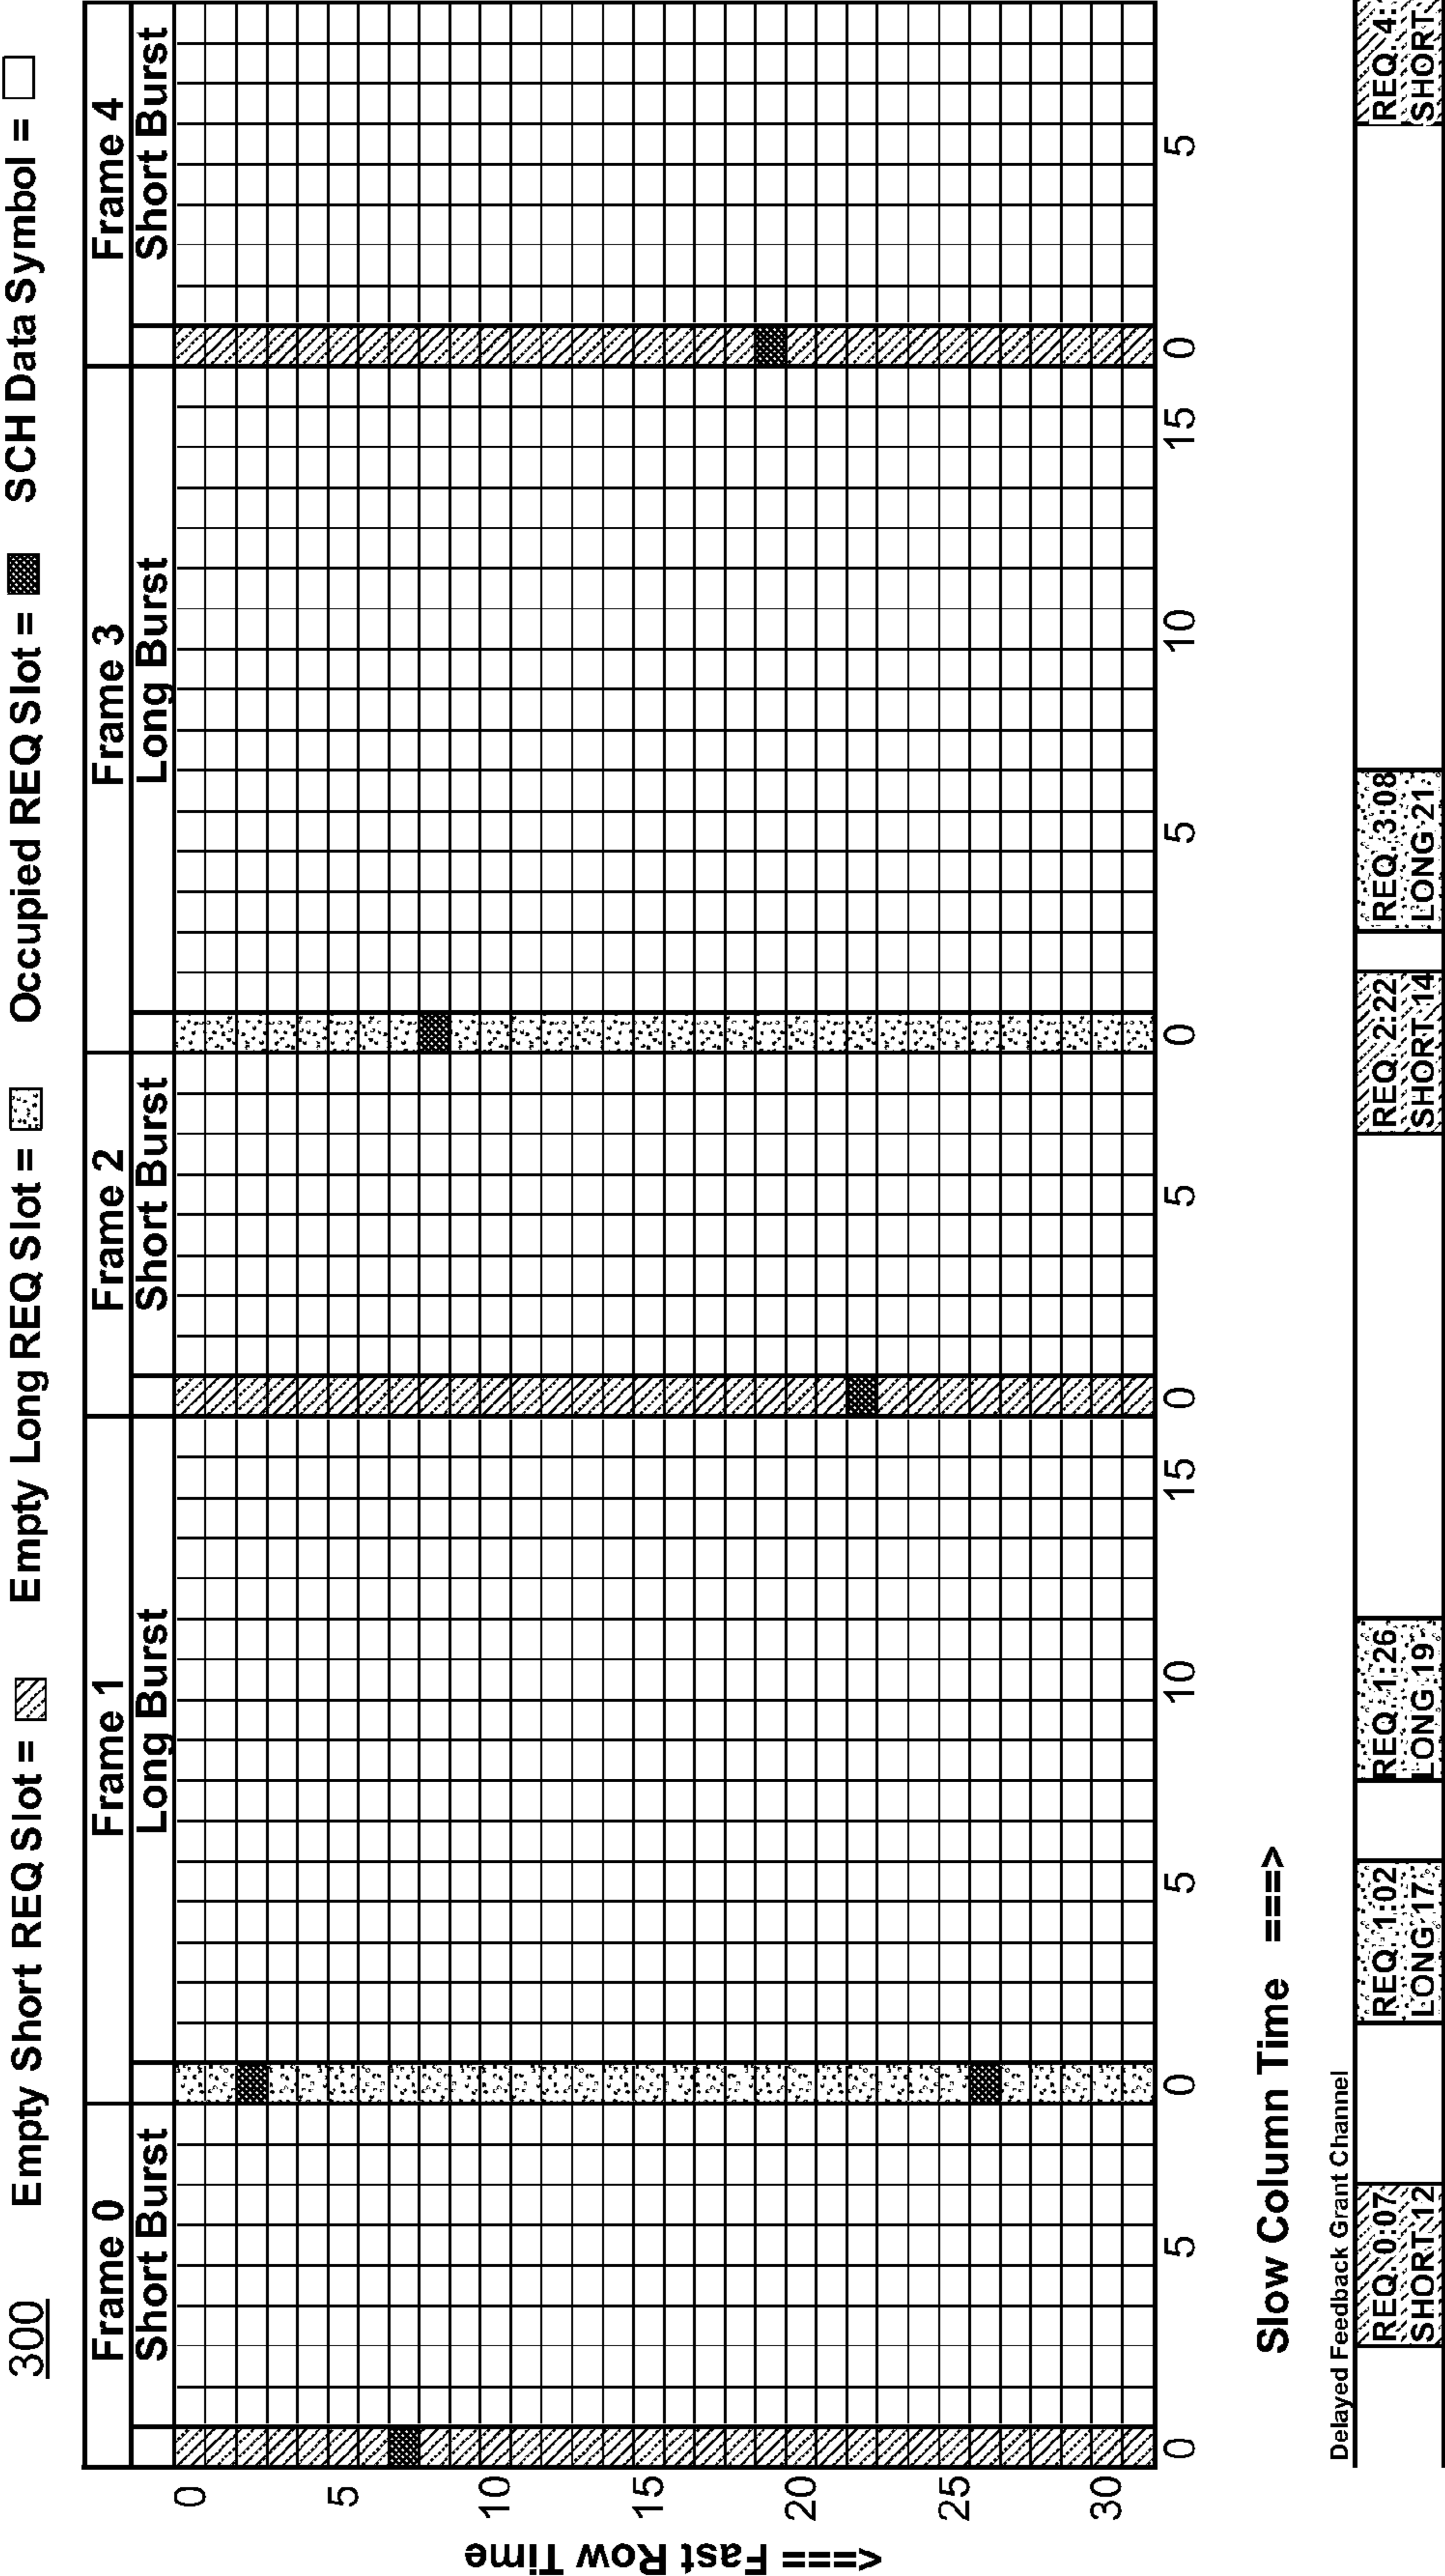 300 Empty Short REQ Slot = Empty Long REQ Slot = Occupied REQ Slot = SCH Data Symbol =
Frame 0 Frame 1 Frame 2 Frame 3 Frame 4
Short Burst Long Burst Short Burst Long Burst Short Burst
0
5
10
15
20
25
30
<=== Fast Row Time
0 5 0 5 10 15 0 5 0 5 10 15 0 5
Slow Column Time ===>
Delayed Feedback Grant Channel
REQ. 0:07 REQ. 1:02 REQ. 1:26 REQ. 2:22 REQ. 3:08 REQ. 4:
SHORT 12 LONG 17 LONG 19 SHORT 14 LONG 21 SHORT